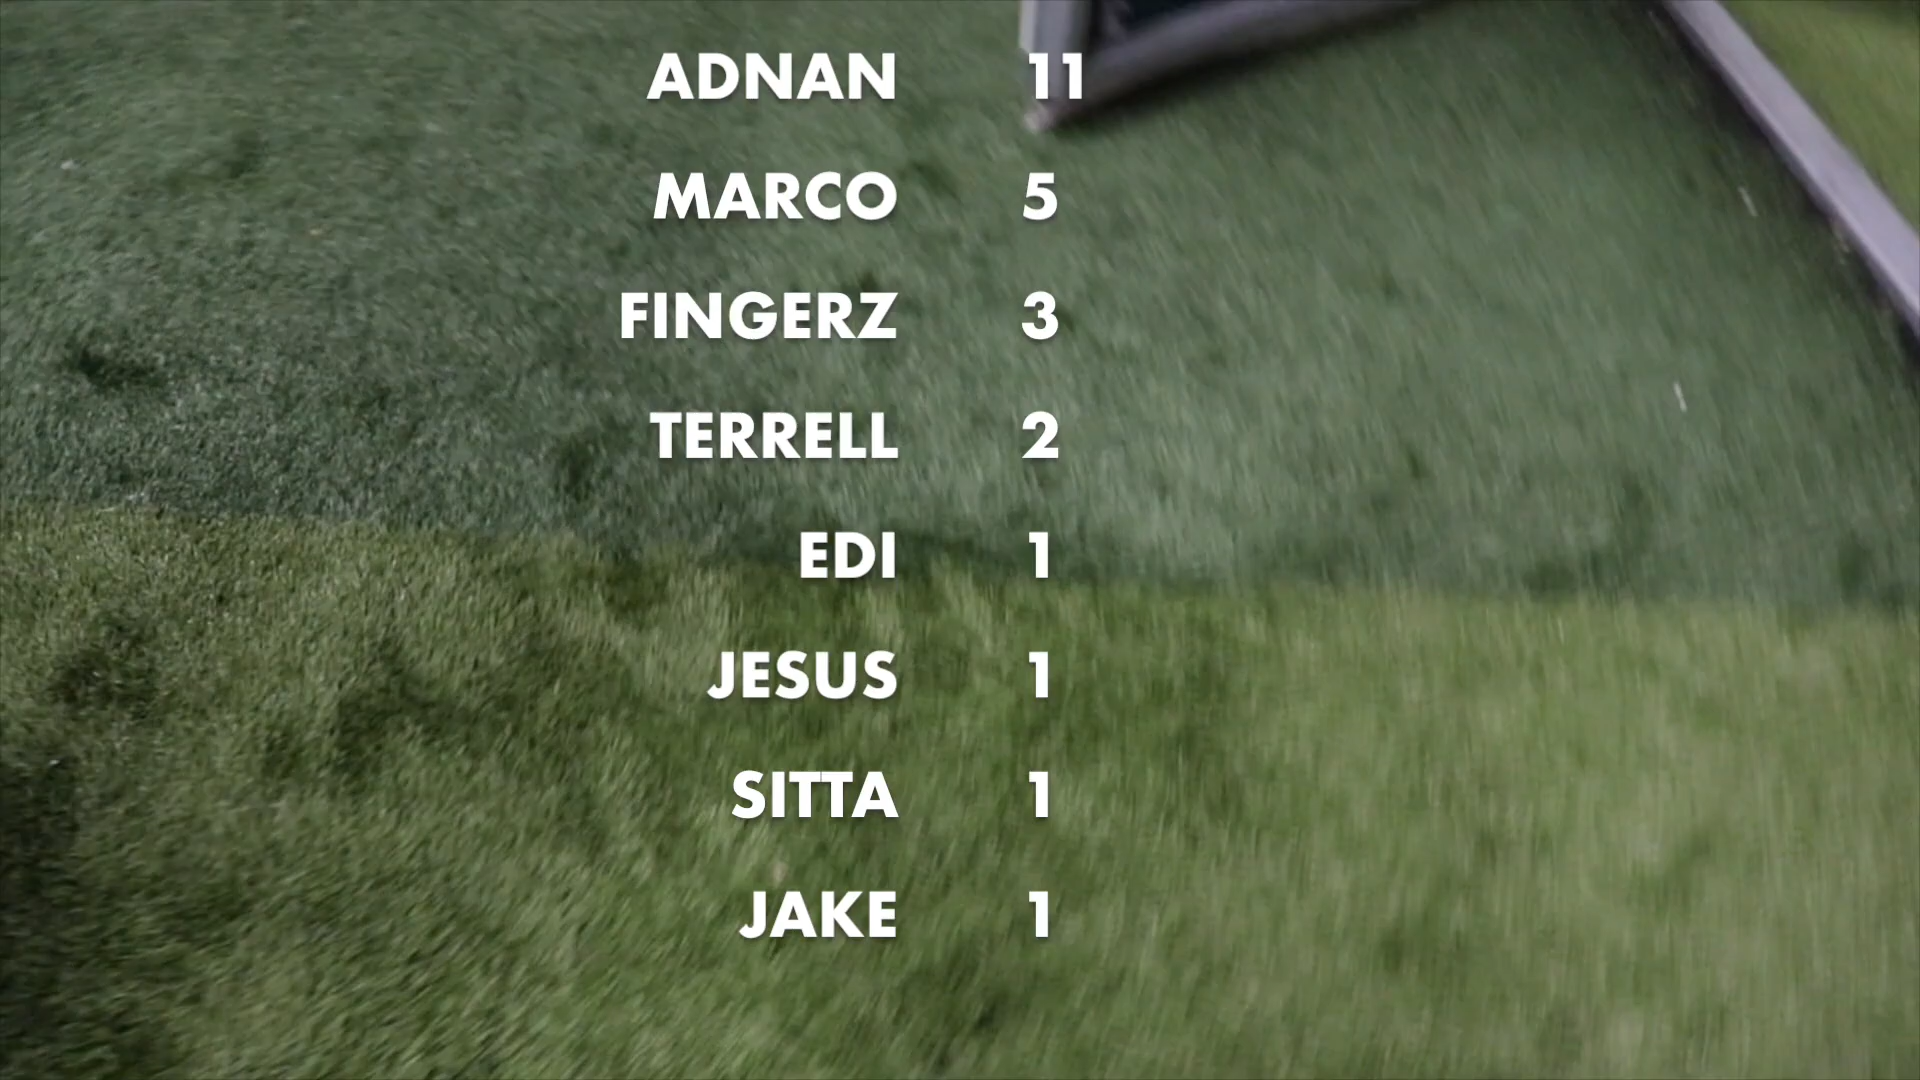 ADNAN 11
MARCO 5
FINGERZ 3
TERRELL 2
EDI 1
JESUS 1
SITTA 1
JAKE 1